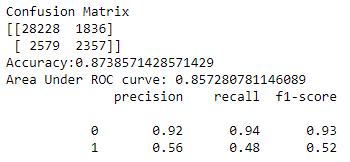 Confusion Matrix
[[28228 1836]
[ 2579 2357]]
Accuracy:0.8738571428571429
Area Under ROC curve: 0.857280781146089
precision recall f1-score
0 0.92 0.94 0.93
1 0.56 0.48 0.52